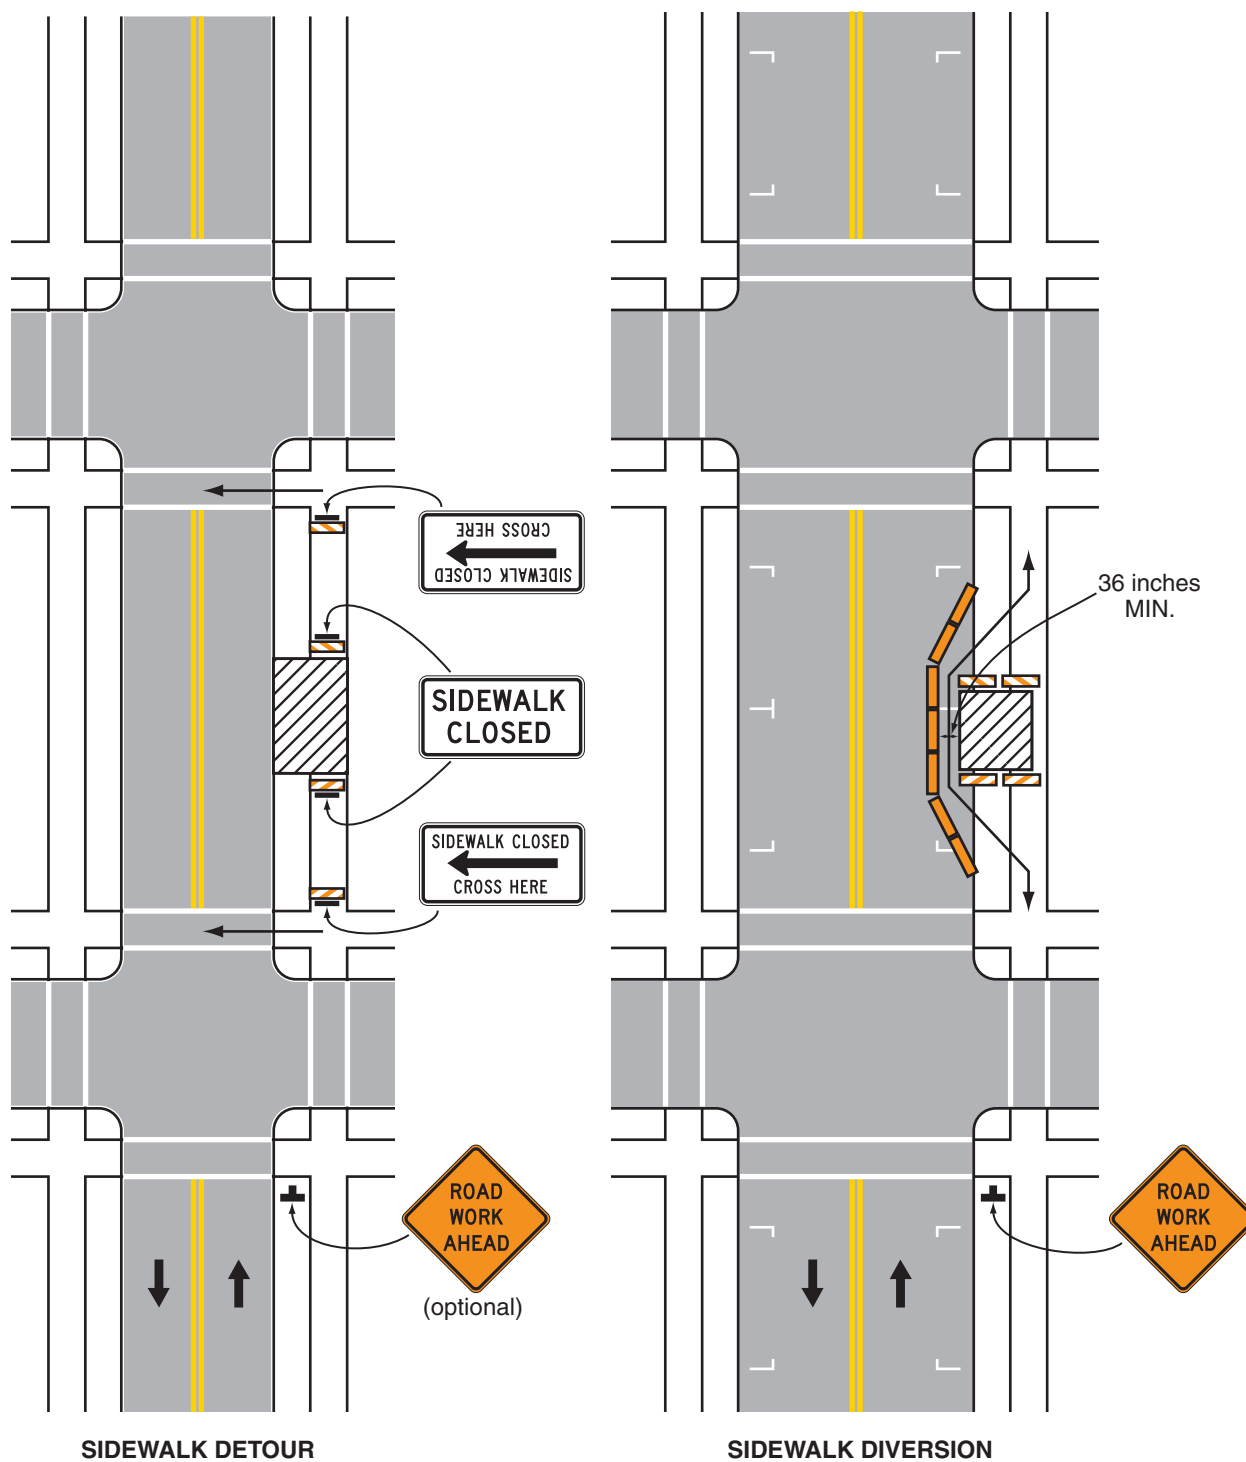 CROSS HERE
SIDEWALK CLOSED
36 inches
MIN.
SIDEWALK
CLOSED
SIDEWALK CLOSED
CROSS HERE
ROAD
WORK
AHEAD
(optional)
ROAD
WORK
AHEAD
SIDEWALK DETOUR
SIDEWALK DIVERSION